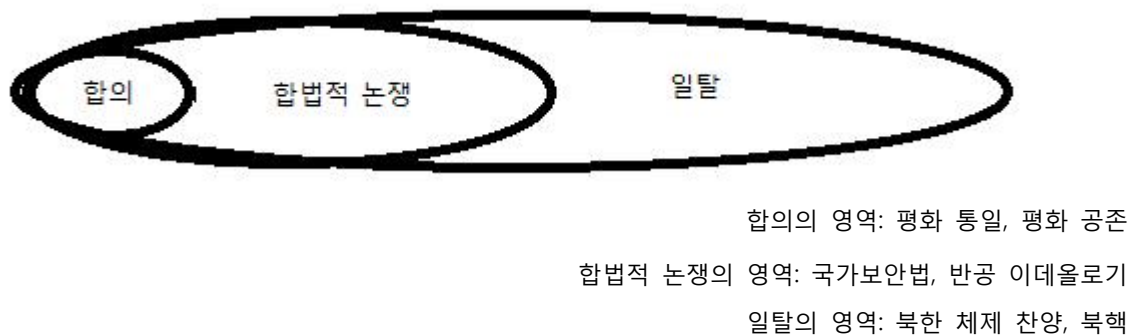 합의
합법적 논쟁
일탈
합의의 영역: 평화 통일, 평화 공존
합법적 논쟁의 영역: 국가보안법, 반공 이데올로기
일탈의 영역: 북한 체제 찬양, 북핵